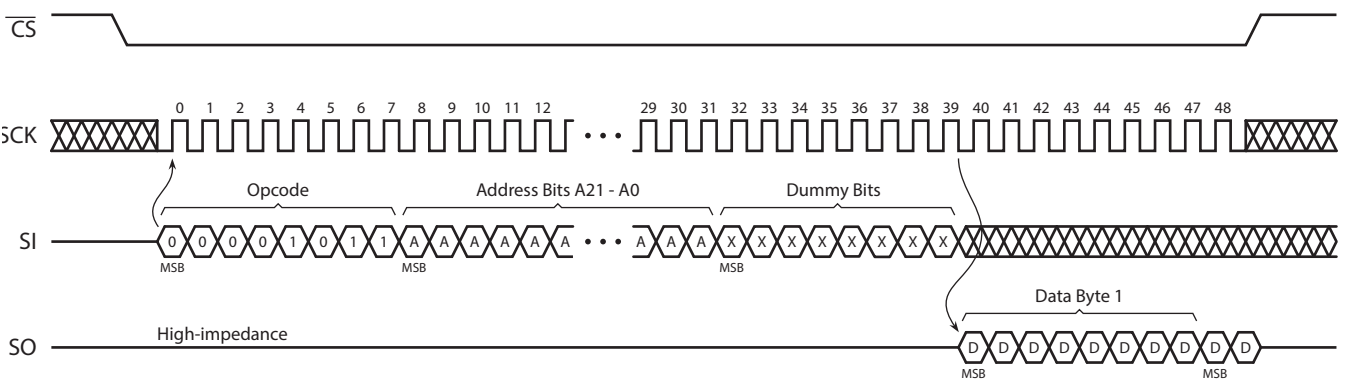 CS
0 1 2 3 4 5 6 7 8 9 10 11 12 29 30 31 32 33 34 35 36 37 38 39 40 41 42 43 44 45 46 47 48
SCK • • •
Opcode Address Bits A21 - A0 Dummy Bits
SI 0 0 0 0 1 0 1 1 A A A A A A • • • A A A X X X X X X X X
MSB MSB MSB
Data Byte 1
High-impedance
SO D D D D D D D D D D
MSB MSB